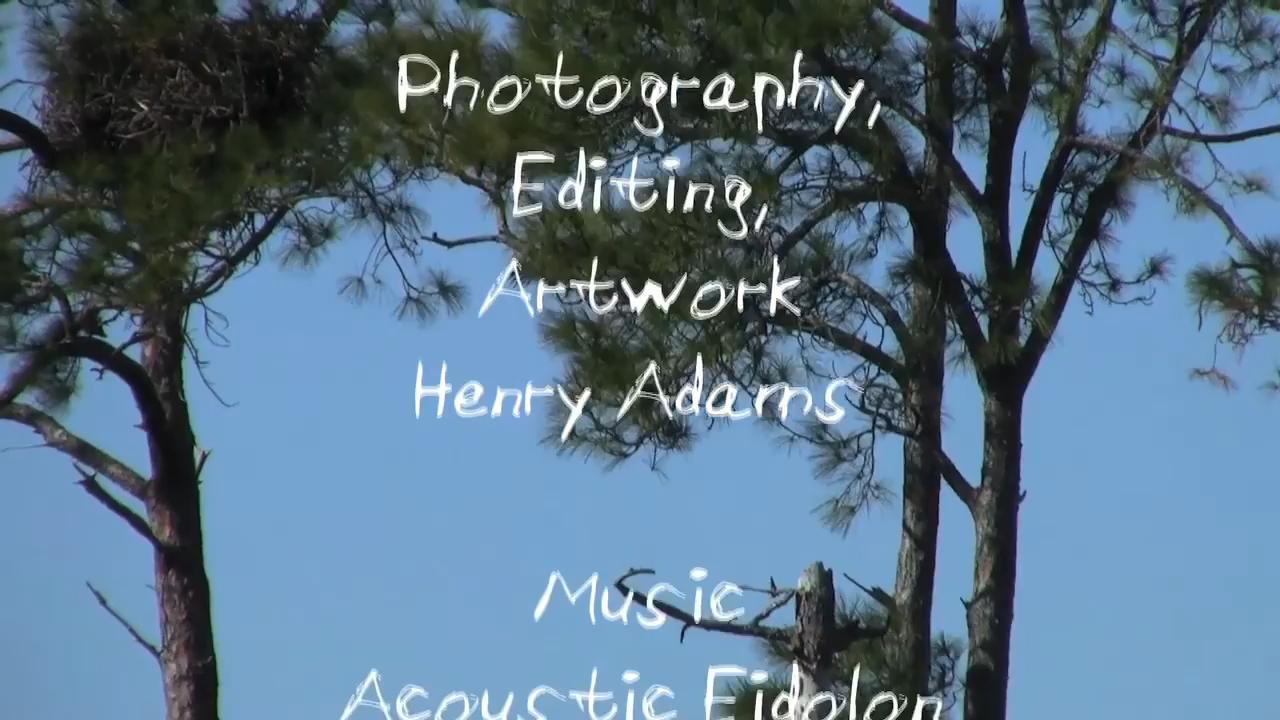 Photography,
Editing,
Artwork
Henry Adams
Music
Acoustic Eidolon